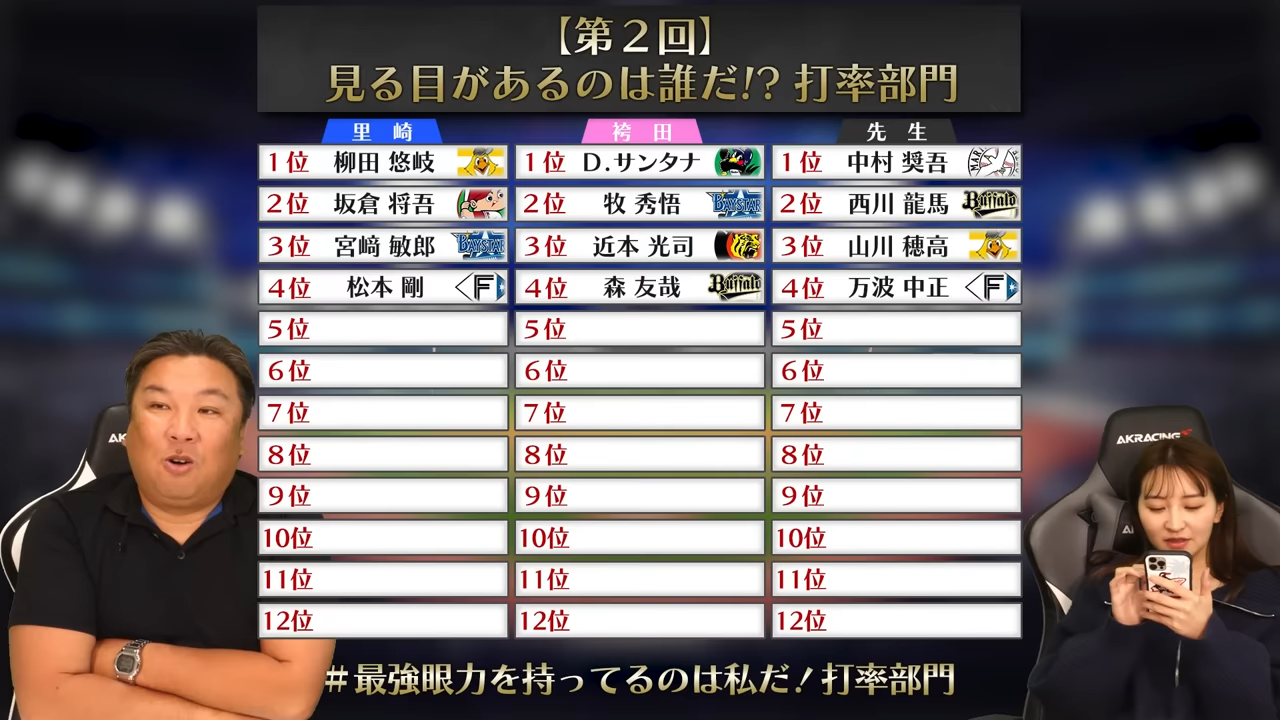 【第2回】
見る目があるのは誰だ!? 打率部門
里崎 袴田 先生
1位 柳田 悠岐 1位 D.サンタナ 1位 中村 奨吾
2位 坂倉 将吾 2位 牧 秀悟 BAYSTARS 2位 西川 龍馬 Buffaloes
3位 宮﨑 敏郎 BAYSTARS 3位 近本 光司 3位 山川 穂高
4位 松本 剛 F 4位 森 友哉 Buffaloes 4位 万波 中正 F
5位 5位 5位
6位 6位 6位
7位 7位 7位
8位 8位 8位
9位 9位 9位
10位 10位 10位
11位 11位 11位
12位 12位 12位
AKRACING
#最強眼力を持ってるのは私だ!打率部門